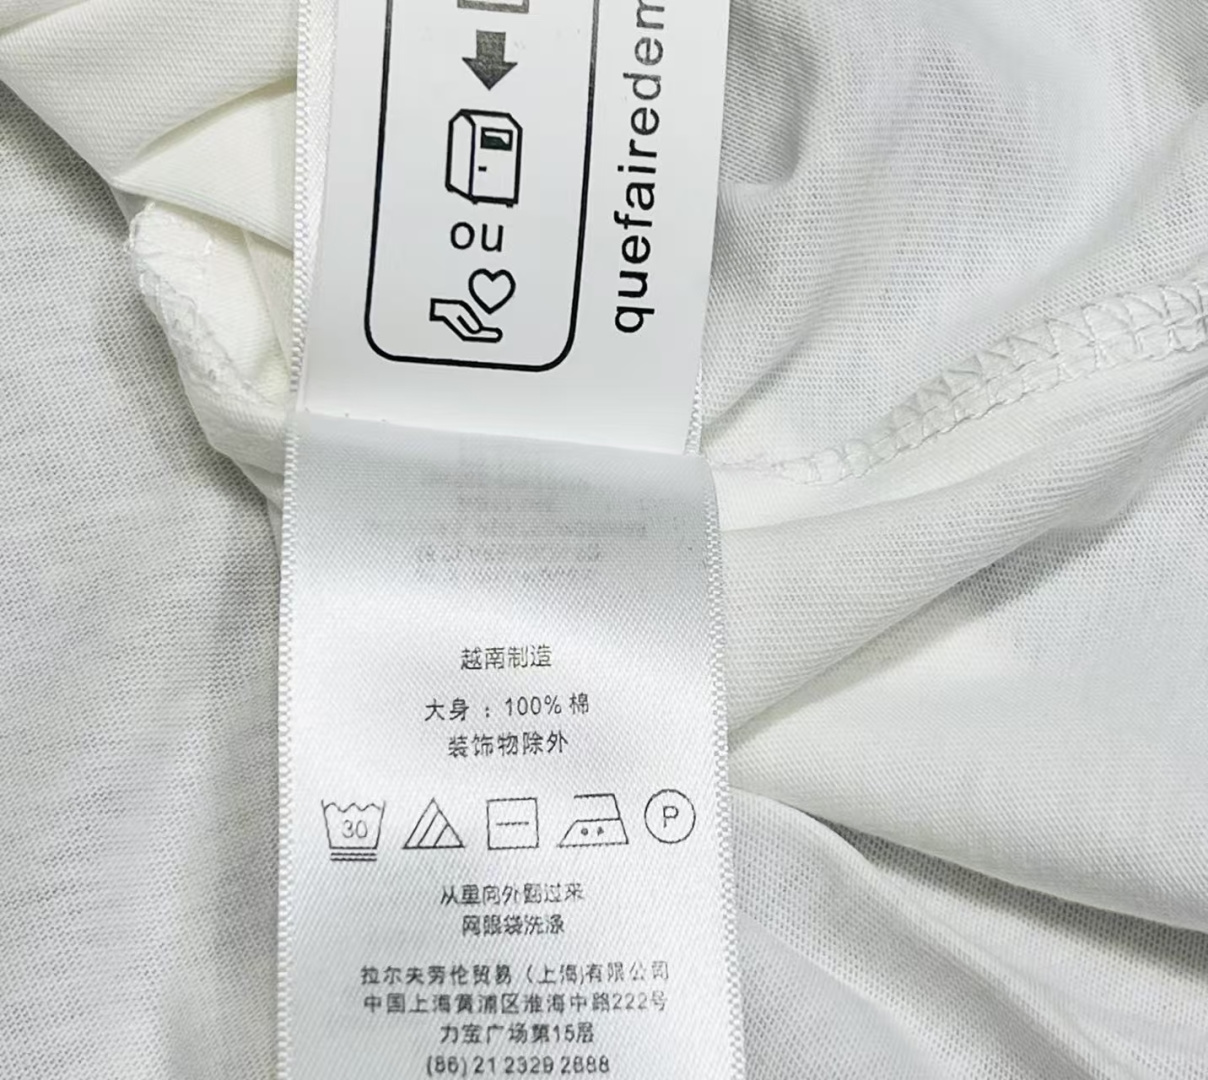 ou
quefairedem
越南制造
大身：100% 棉
装饰物除外
30
P
从里向外翻过来
网眼袋洗涤
拉尔夫劳伦贸易（上海)有限公司
中国上海黄浦区淮海中路222号
力宝广场第15层
(86) 21 2329 2888